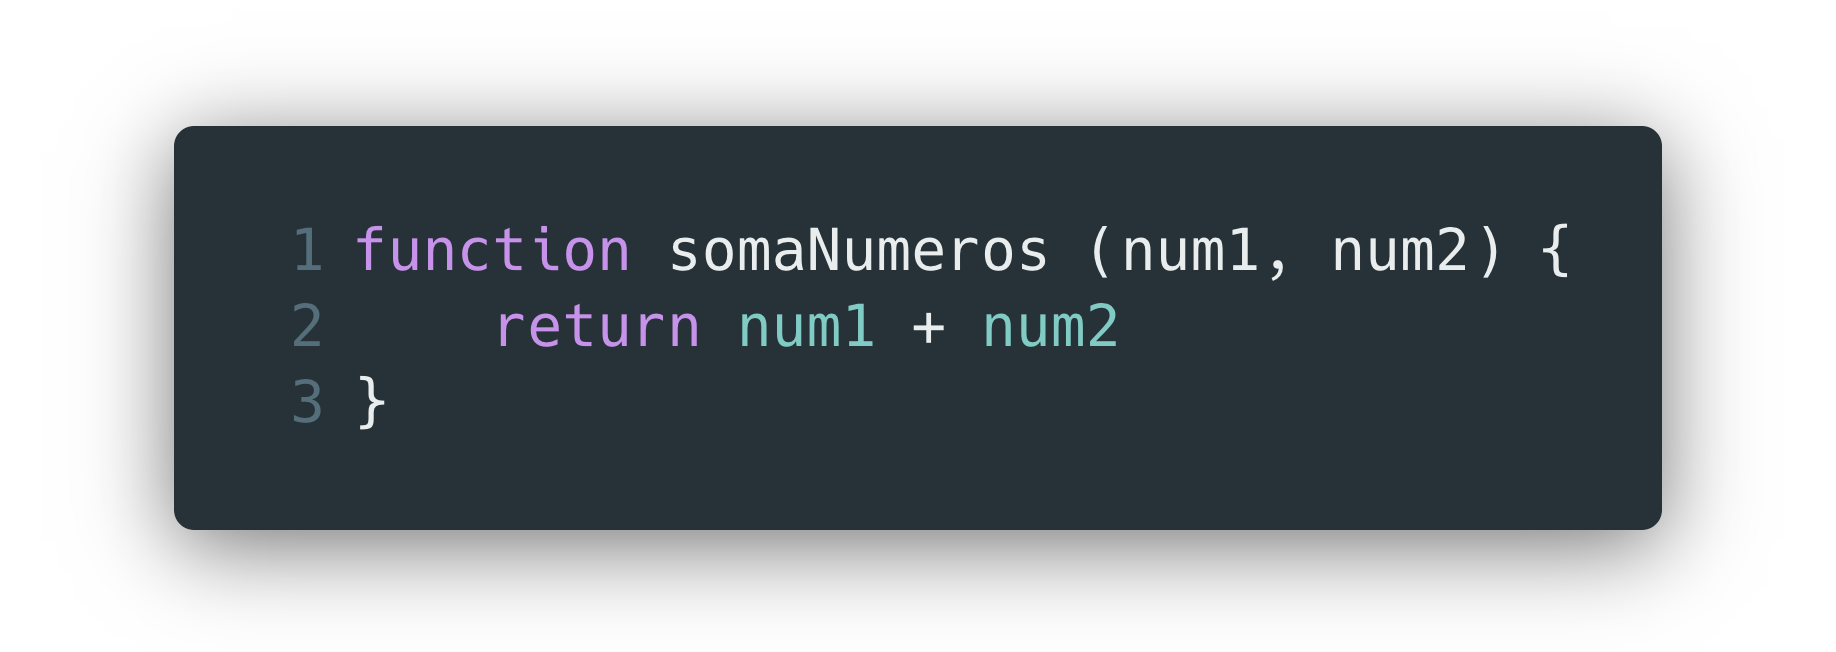 1 function somaNumeros (num1, num2) {
2     return num1 + num2
3 }